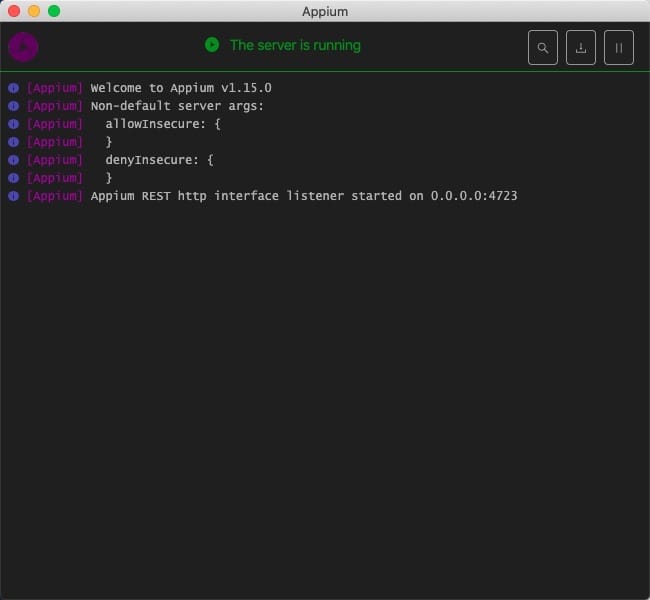 Appium
The server is running
[Appium] Welcome to Appium v1.15.0
[Appium] Non-default server args:
[Appium]   allowInsecure: {
[Appium]   }
[Appium]   denyInsecure: {
[Appium]   }
[Appium] Appium REST http interface listener started on 0.0.0.0:4723